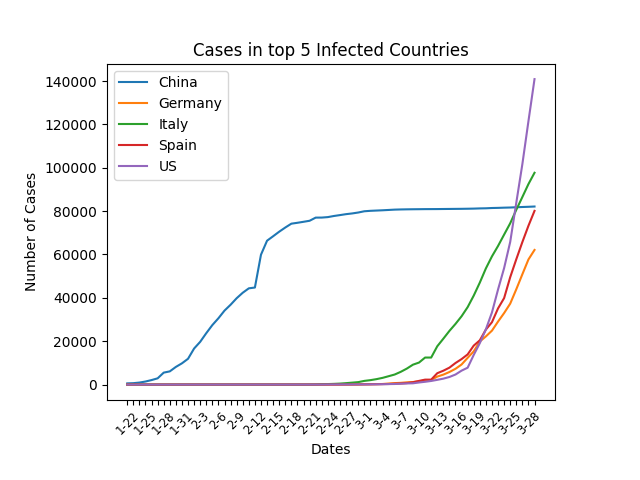 Cases in top 5 Infected Countries
China
Germany
Italy
Spain
US
140000
120000
100000
80000
60000
40000
20000
0
Number of Cases
1-22 1-25 1-28 1-31 2-3 2-6 2-9 2-12 2-15 2-18 2-21 2-24 2-27 3-1 3-4 3-7 3-10 3-13 3-16 3-19 3-22 3-25 3-28
Dates